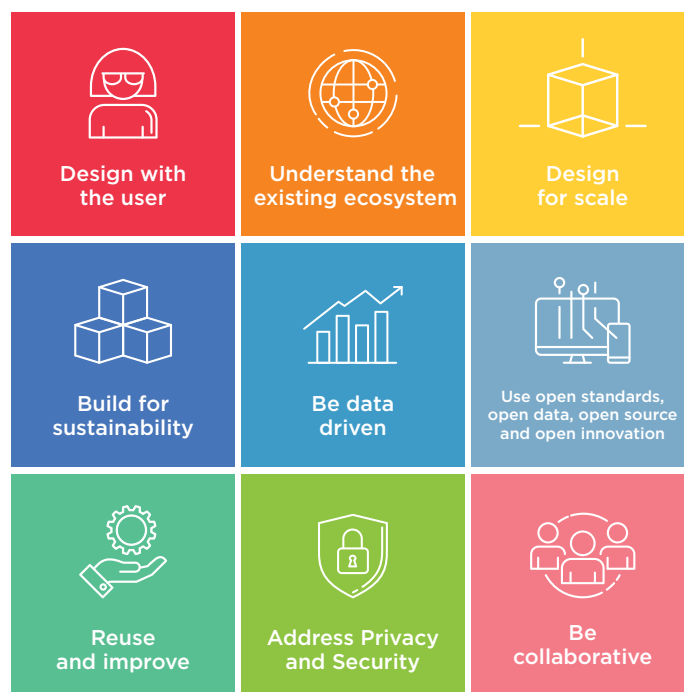 Design with
the user
Understand the
existing ecosystem
Design
for scale
Build for
sustainability
Be data
driven
Use open standards,
open data, open source
and open innovation
Reuse
and improve
Address Privacy
and Security
Be
collaborative